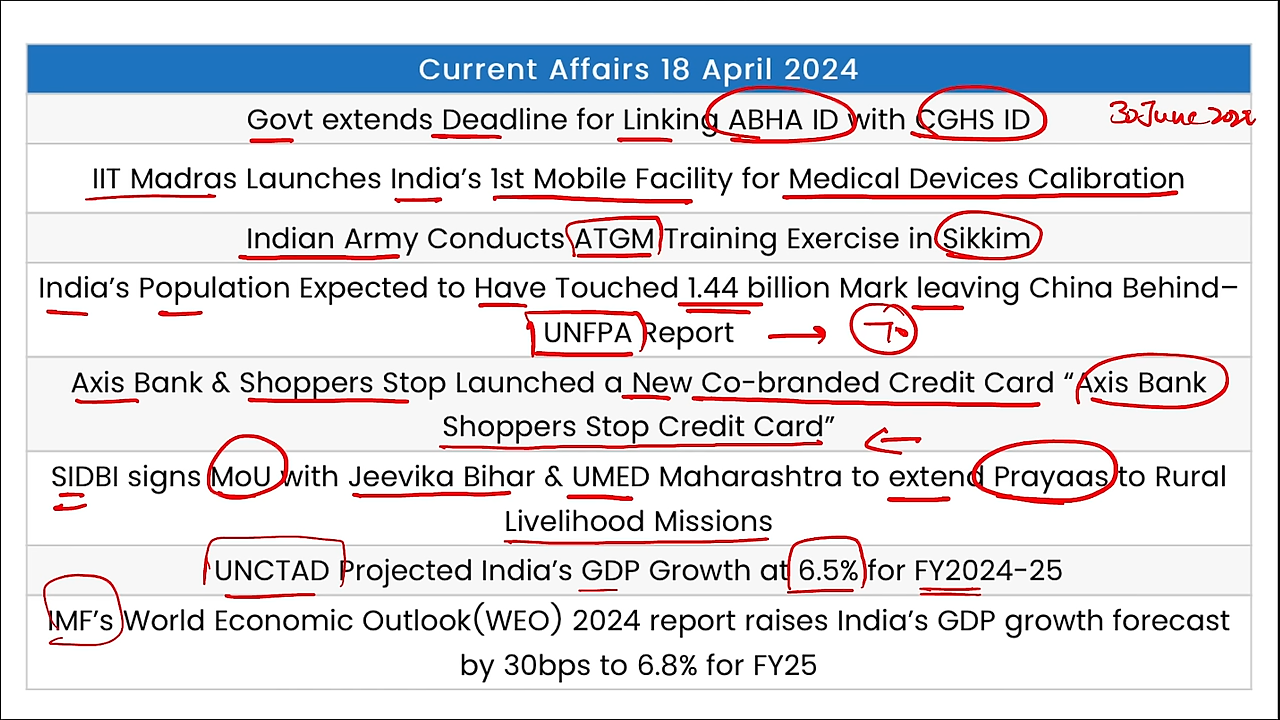 Current Affairs 18 April 2024
Govt extends Deadline for Linking ABHA ID with CGHS ID
30 June
IIT Madras Launches India's 1st Mobile Facility for Medical Devices Calibration
Indian Army Conducts ATGM Training Exercise in Sikkim
India's Population Expected to Have Touched 1.44 billion Mark leaving China Behind–
UNFPA Report
Axis Bank & Shoppers Stop Launched a New Co-branded Credit Card “Axis Bank
Shoppers Stop Credit Card”
SIDBI signs MoU with Jeevika Bihar & UMED Maharashtra to extend Prayaas to Rural
Livelihood Missions
UNCTAD Projected India's GDP Growth at 6.5% for FY2024-25
IMF's World Economic Outlook(WEO) 2024 report raises India's GDP growth forecast
by 30bps to 6.8% for FY25